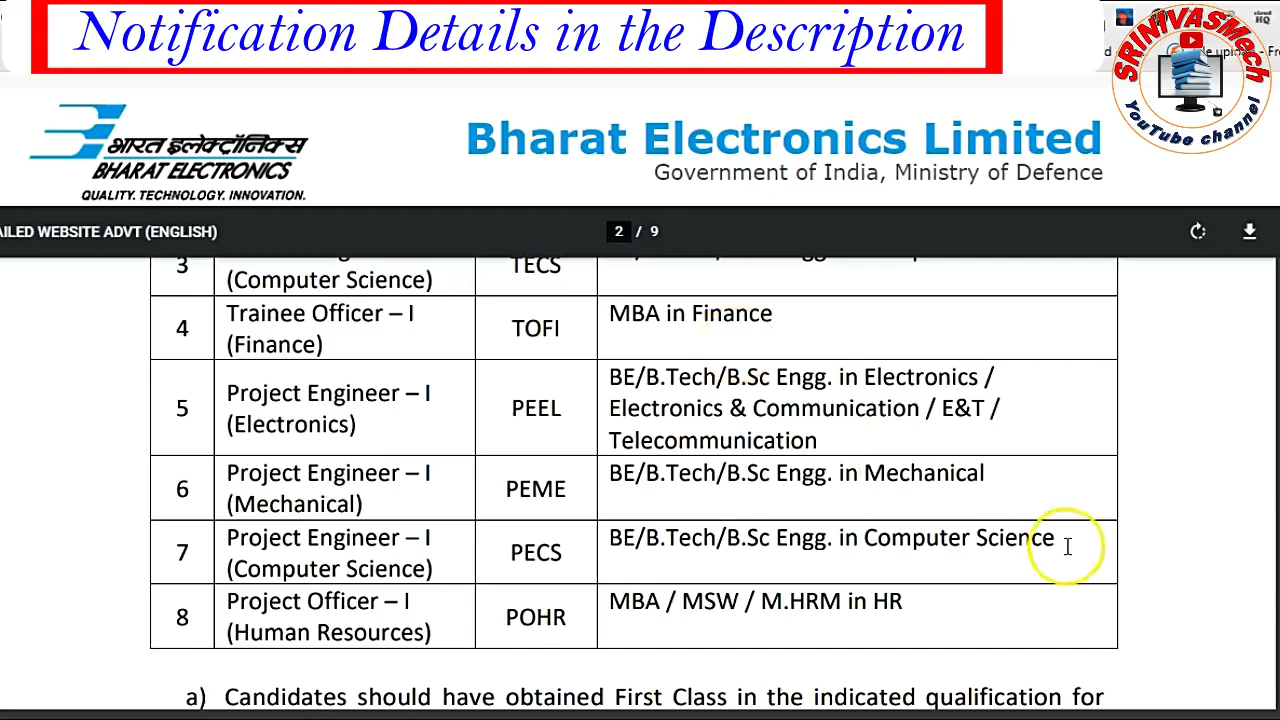 Notification Details in the Description
SRINIVASMech
YouTube channel
cloud
HQ
भारत इलेक्ट्रॉनिक्स
BHARAT ELECTRONICS
QUALITY. TECHNOLOGY. INNOVATION.
Bharat Electronics Limited
Government of India, Ministry of Defence
AILED WEBSITE ADVT (ENGLISH)
2 / 9
3 (Computer Science) TECS
4 Trainee Officer – I (Finance) TOFI MBA in Finance
5 Project Engineer – I (Electronics) PEEL BE/B.Tech/B.Sc Engg. in Electronics /
Electronics & Communication / E&T /
Telecommunication
6 Project Engineer – I (Mechanical) PEME BE/B.Tech/B.Sc Engg. in Mechanical
7 Project Engineer – I (Computer Science) PECS BE/B.Tech/B.Sc Engg. in Computer Science
8 Project Officer – I (Human Resources) POHR MBA / MSW / M.HRM in HR
a) Candidates should have obtained First Class in the indicated qualification for